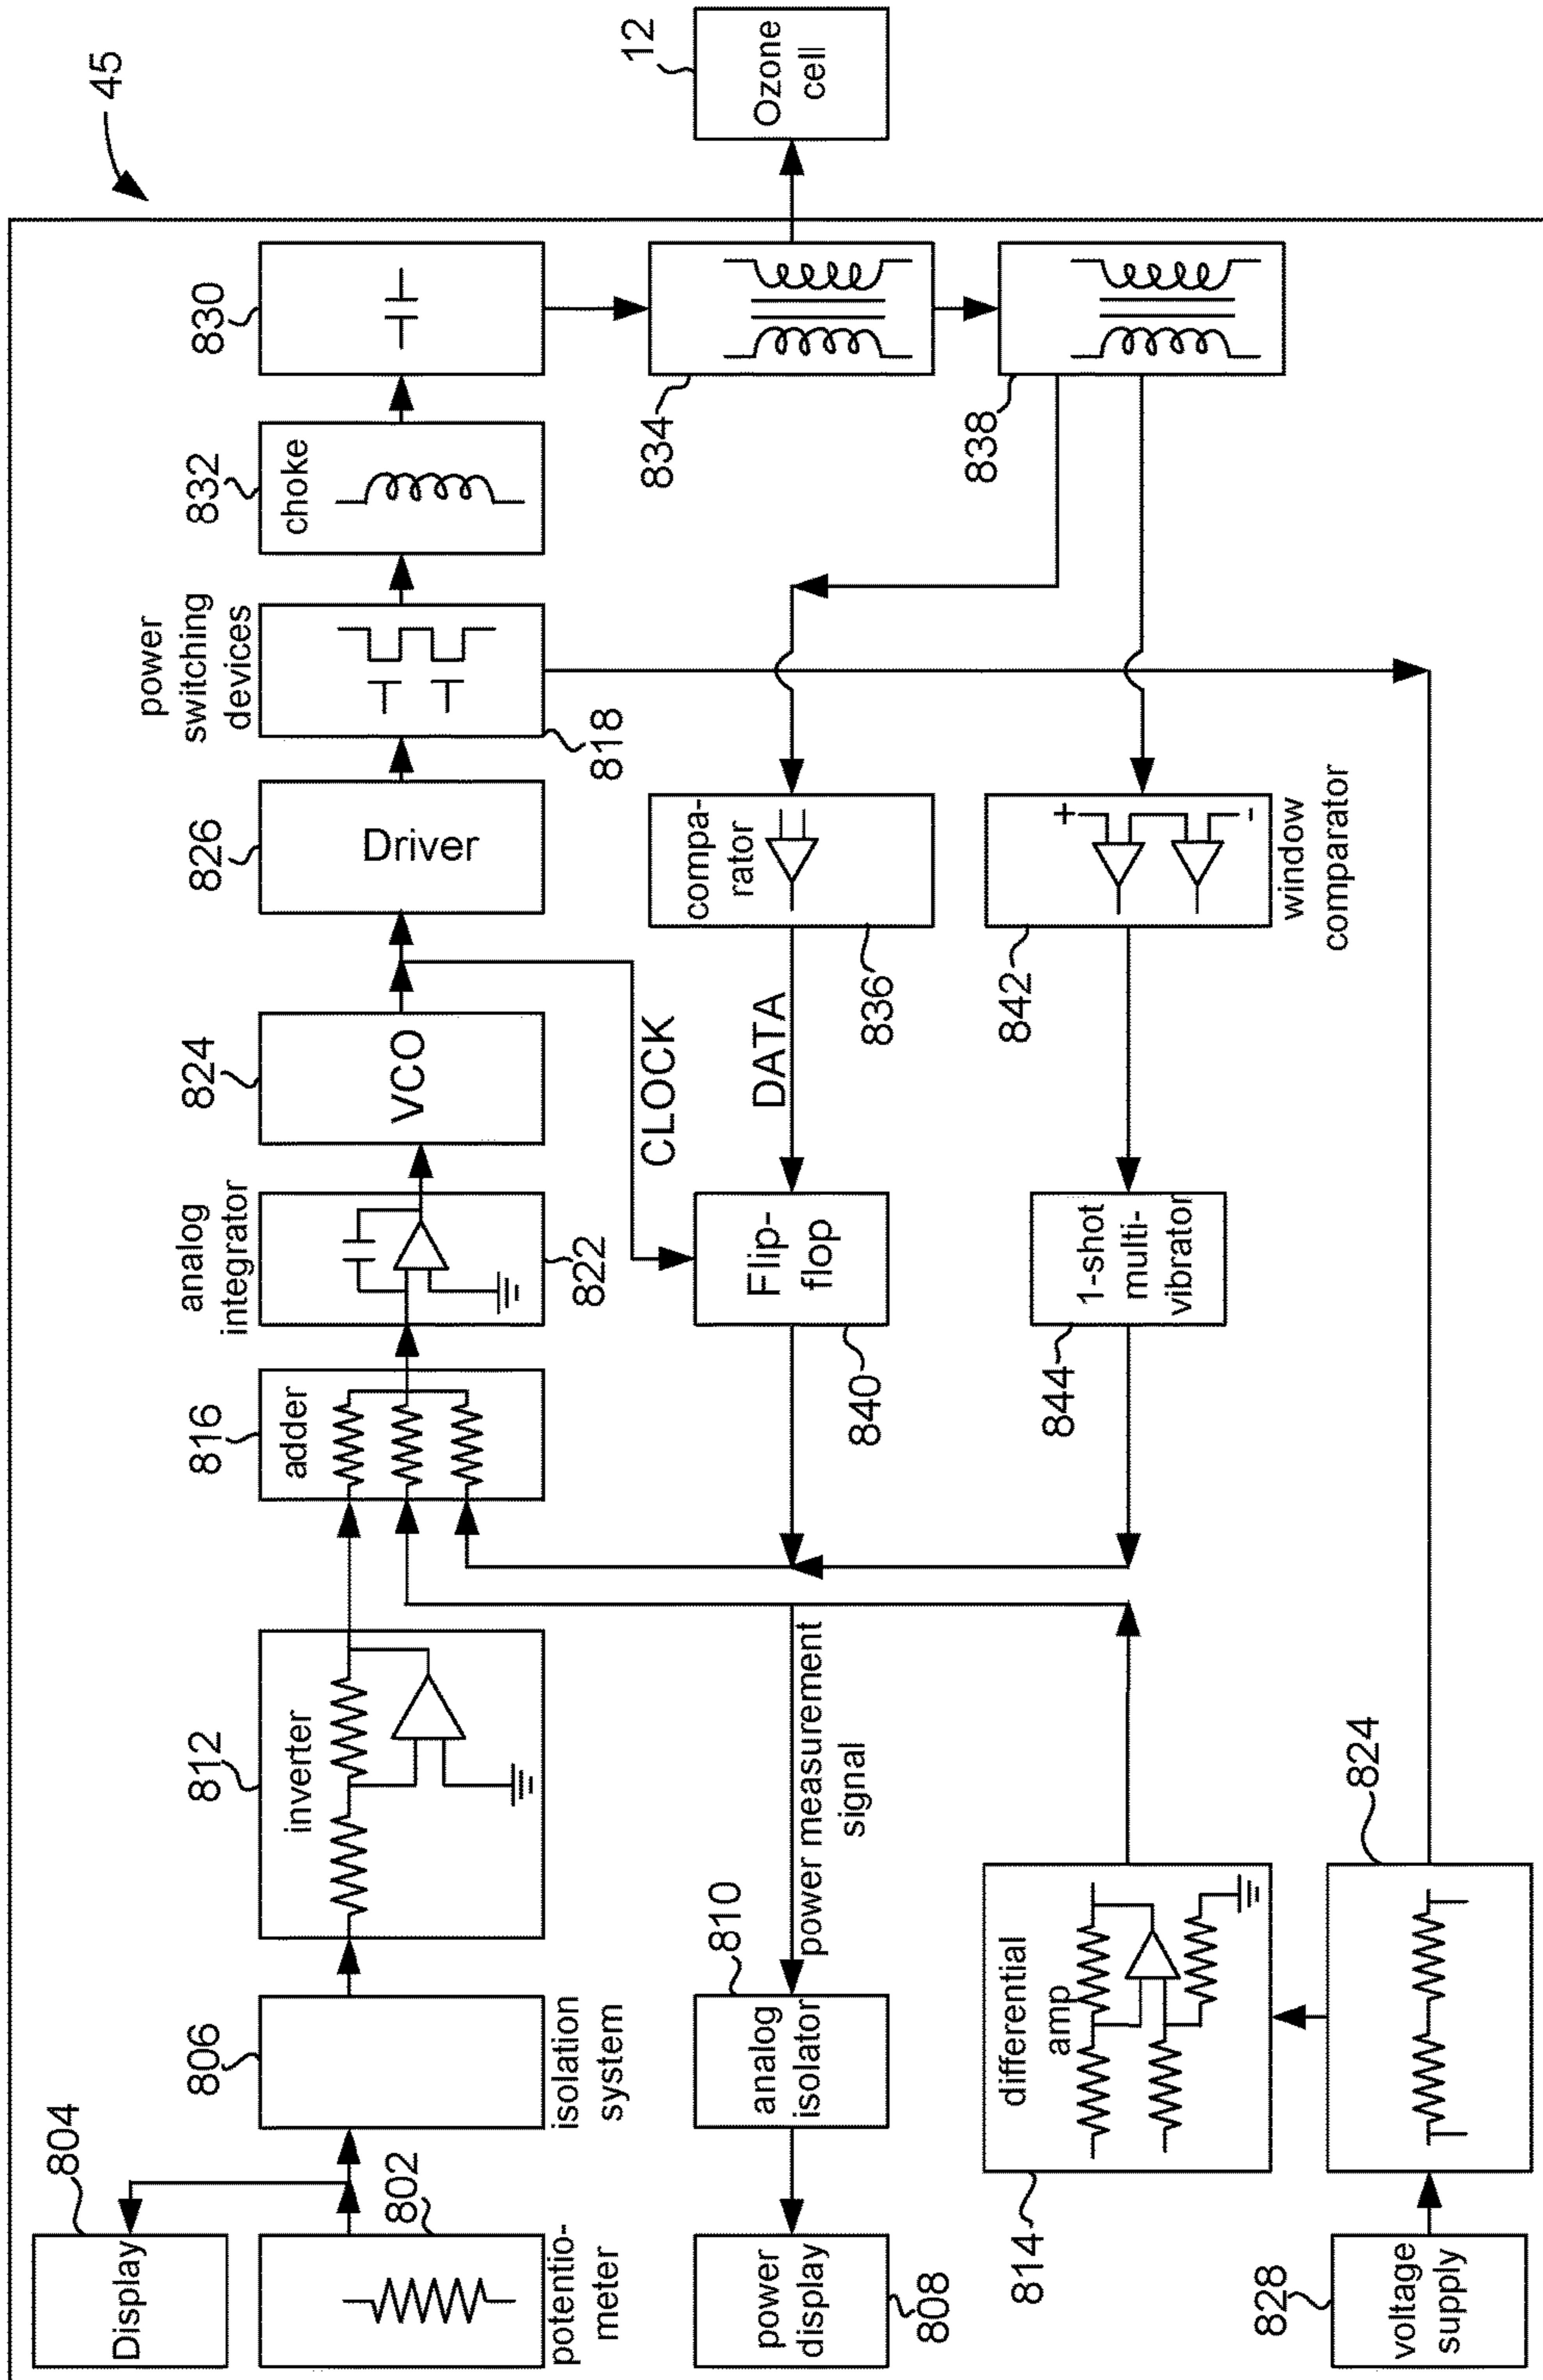 45
804
Display
802
potentio-
meter
806
isolation
system
812
inverter
816
adder
analog
integrator
822
824
VCO
826
Driver
power
switching
devices
818
832
choke
830
834
838
12
Ozone
cell
CLOCK
DATA
compa-
rator
836
Flip-
flop
840
842
+
-
window
comparator
1-shot
multi-
vibrator
844
power measurement
signal
810
analog
isolator
power
display
808
differential
amp
814
824
828
voltage
supply